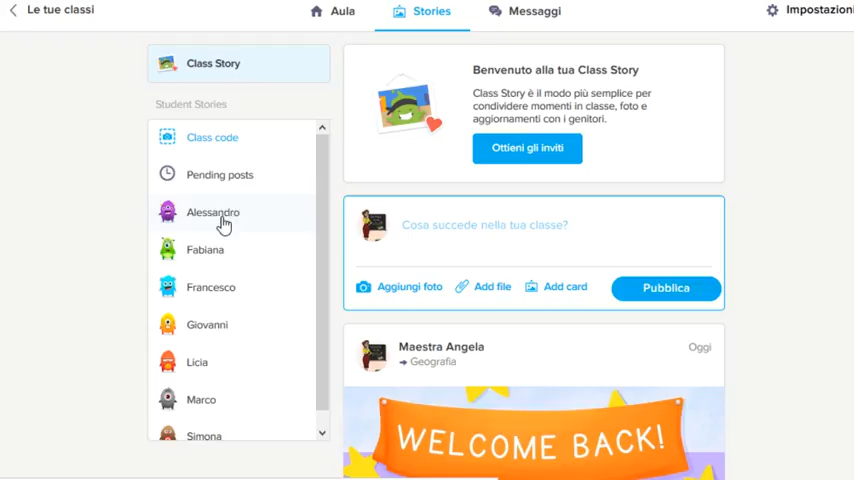 Le tue classi
Aula
Stories
Messaggi
Impostazioni
Class Story
Student Stories
Class code
Pending posts
Alessandro
Fabiana
Francesco
Giovanni
Licia
Marco
Simona
Benvenuto alla tua Class Story
Class Story è il modo più semplice per
condividere momenti in classe, foto e
aggiornamenti con i genitori.
Ottieni gli inviti
Cosa succede nella tua classe?
Aggiungi foto
Add file
Add card
Pubblica
Maestra Angela
Oggi
Geografia
WELCOME BACK!